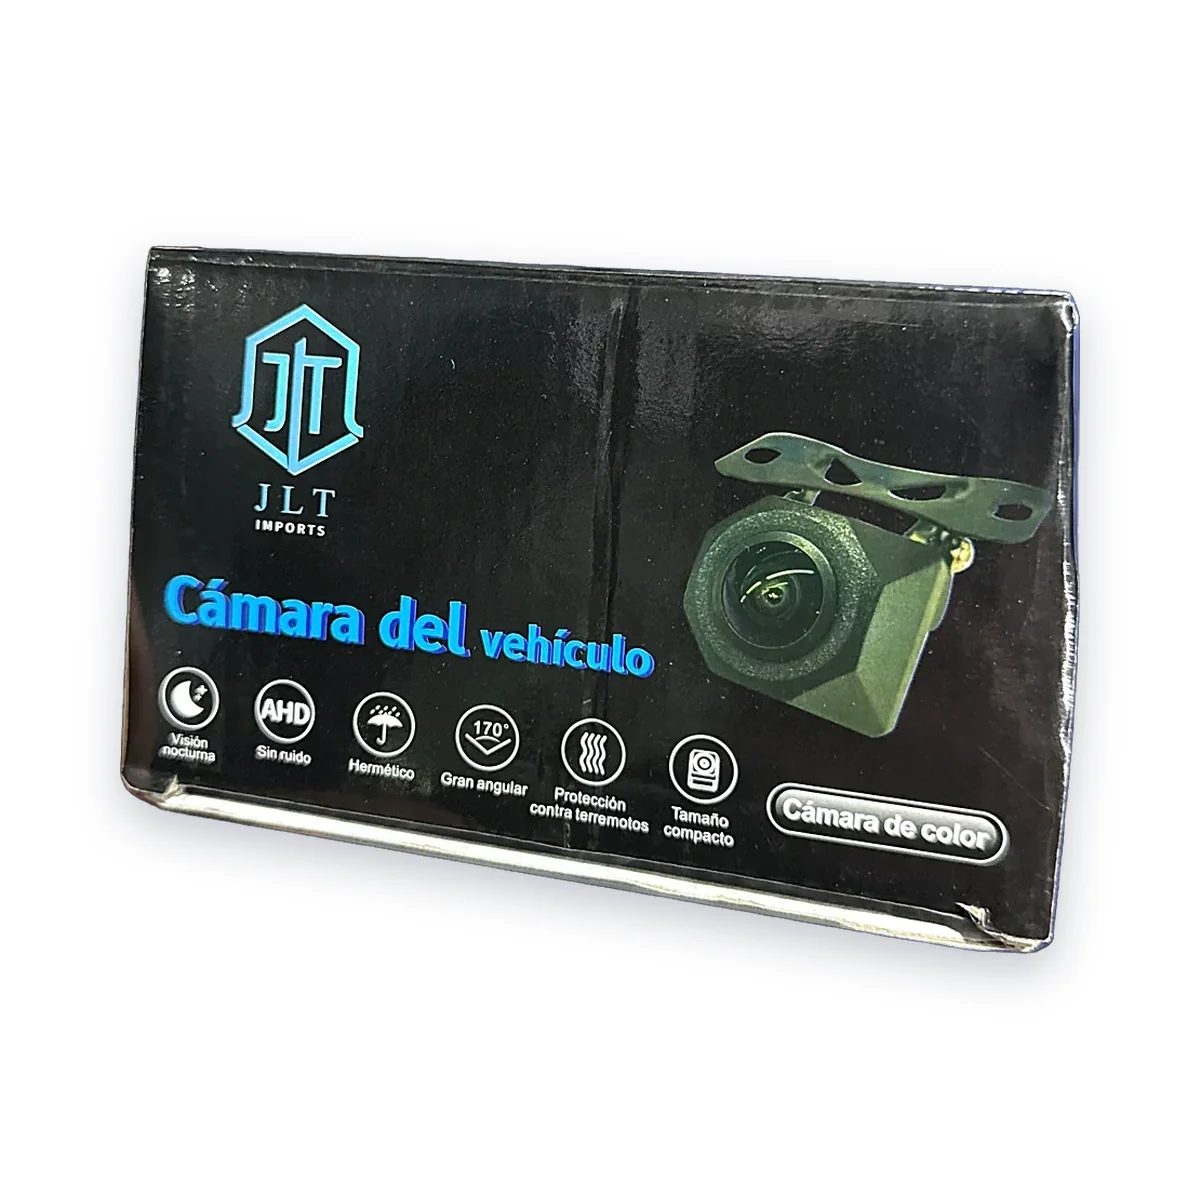 JLT
JLT
IMPORTS
Cámara del vehículo
Visión
nocturna
AHD
Sin ruido
Hermético
170°
Gran angular
Protección
contra terremotos
Tamaño
compacto
Cámara de color